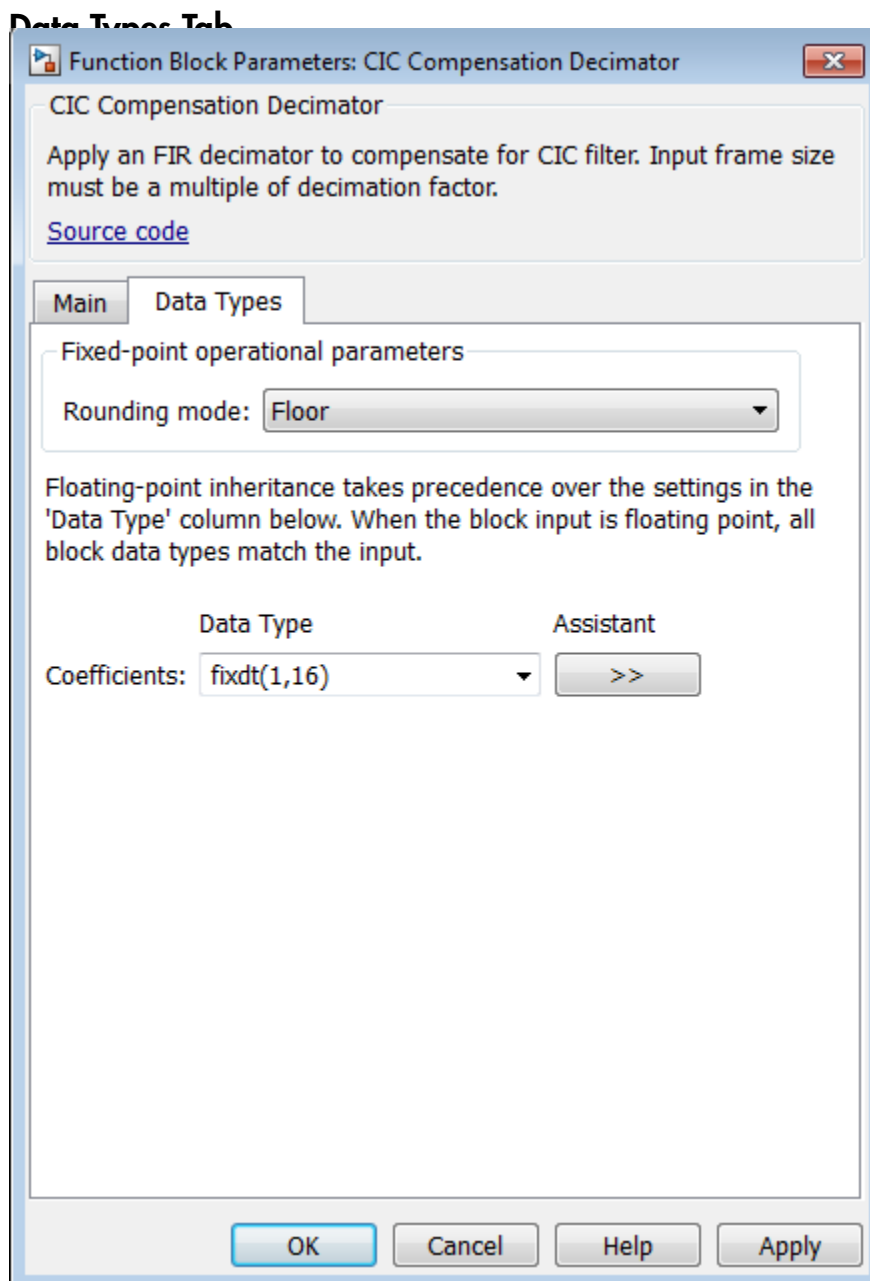 Data Types Tab
Function Block Parameters: CIC Compensation Decimator
CIC Compensation Decimator
Apply an FIR decimator to compensate for CIC filter. Input frame size
must be a multiple of decimation factor.
Source code
Main Data Types
Fixed-point operational parameters
Rounding mode: Floor
Floating-point inheritance takes precedence over the settings in the
'Data Type' column below. When the block input is floating point, all
block data types match the input.
Data Type Assistant
Coefficients: fixdt(1,16) >>
OK Cancel Help Apply